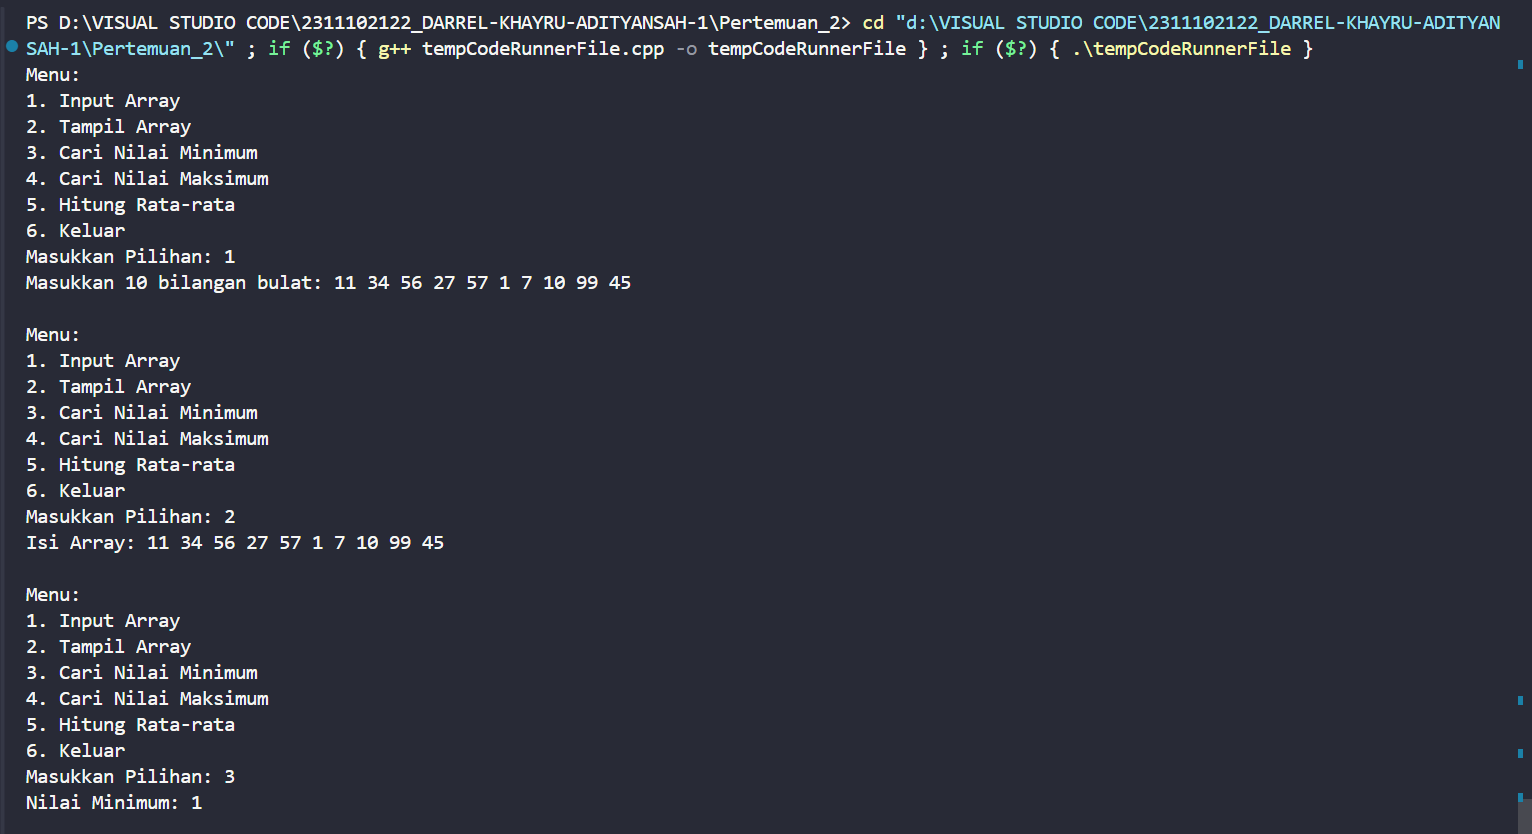 PS D:\VISUAL STUDIO CODE\2311102122_DARREL-KHAYRU-ADITYANSAH-1\Pertemuan_2> cd "d:\VISUAL STUDIO CODE\2311102122_DARREL-KHAYRU-ADITYAN
SAH-1\Pertemuan_2\" ; if ($?) { g++ tempCodeRunnerFile.cpp -o tempCodeRunnerFile } ; if ($?) { .\tempCodeRunnerFile }
Menu:
1. Input Array
2. Tampil Array
3. Cari Nilai Minimum
4. Cari Nilai Maksimum
5. Hitung Rata-rata
6. Keluar
Masukkan Pilihan: 1
Masukkan 10 bilangan bulat: 11 34 56 27 57 1 7 10 99 45

Menu:
1. Input Array
2. Tampil Array
3. Cari Nilai Minimum
4. Cari Nilai Maksimum
5. Hitung Rata-rata
6. Keluar
Masukkan Pilihan: 2
Isi Array: 11 34 56 27 57 1 7 10 99 45

Menu:
1. Input Array
2. Tampil Array
3. Cari Nilai Minimum
4. Cari Nilai Maksimum
5. Hitung Rata-rata
6. Keluar
Masukkan Pilihan: 3
Nilai Minimum: 1